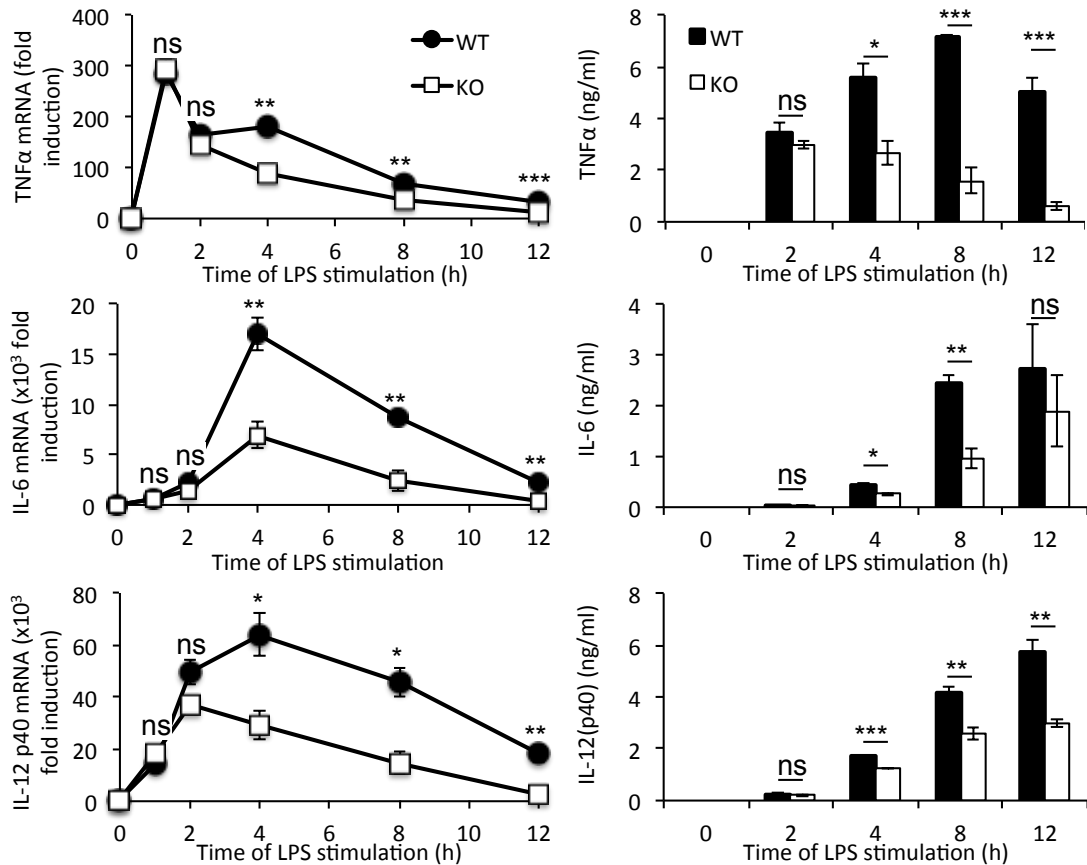 TNFα mRNA (fold
induction)
400
300
200
100
0
ns
ns
**
**
***
WT
KO
0 2 4 6 8 10 12
Time of LPS stimulation (h)
TNFα (ng/ml)
8
6
4
2
0
WT
KO
ns
*
***
***
0 2 4 8 12
Time of LPS stimulation (h)
IL-6 mRNA (x10³ fold
induction)
20
15
10
5
0
ns
ns
**
**
**
0 2 4 6 8 10 12
Time of LPS stimulation
IL-6 (ng/ml)
4
3
2
1
0
ns
*
**
ns
0 2 4 8 12
Time of LPS stimulation (h)
IL-12 p40 mRNA (x10³
fold induction)
80
60
40
20
0
ns
ns
*
*
**
0 2 4 6 8 10 12
Time of LPS stimulation (h)
IL-12(p40) (ng/ml)
8
6
4
2
0
ns
***
**
**
0 2 4 8 12
Time of LPS stimulation (h)